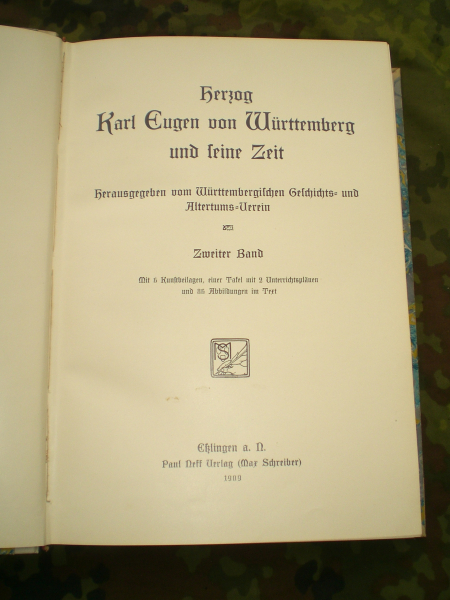 Herzog
Karl Eugen von Württemberg
und seine Zeit
Herausgegeben vom Württembergischen Geschichts- und
Altertums-Verein
Zweiter Band
Mit 6 Kunstbeilagen, einer Tafel mit 2 Unterrichtsplänen
und 88 Abbildungen im Text
Eßlingen a. N.
Paul Neff Verlag (Max Schreiber)
1909